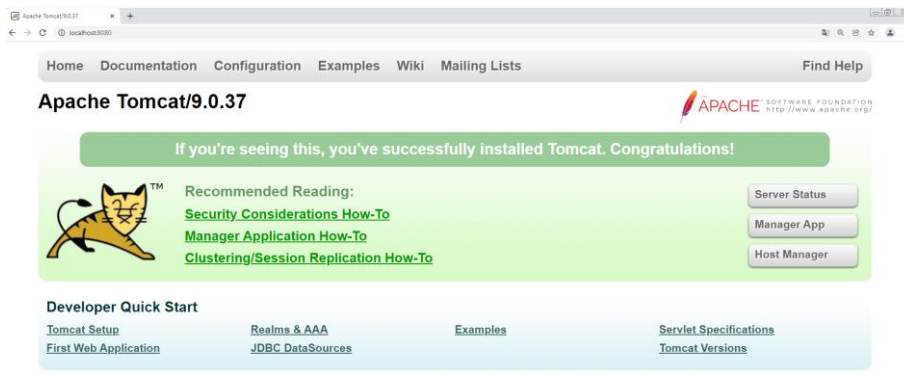 Apache Tomcat/9.0.37
localhost:8080
Home Documentation Configuration Examples Wiki Mailing Lists Find Help
Apache Tomcat/9.0.37
APACHE SOFTWARE FOUNDATION
http://www.apache.org/
If you're seeing this, you've successfully installed Tomcat. Congratulations!
TM
Recommended Reading:
Security Considerations How-To
Manager Application How-To
Clustering/Session Replication How-To
Server Status
Manager App
Host Manager
Developer Quick Start
Tomcat Setup Realms & AAA Examples Servlet Specifications
First Web Application JDBC DataSources Tomcat Versions